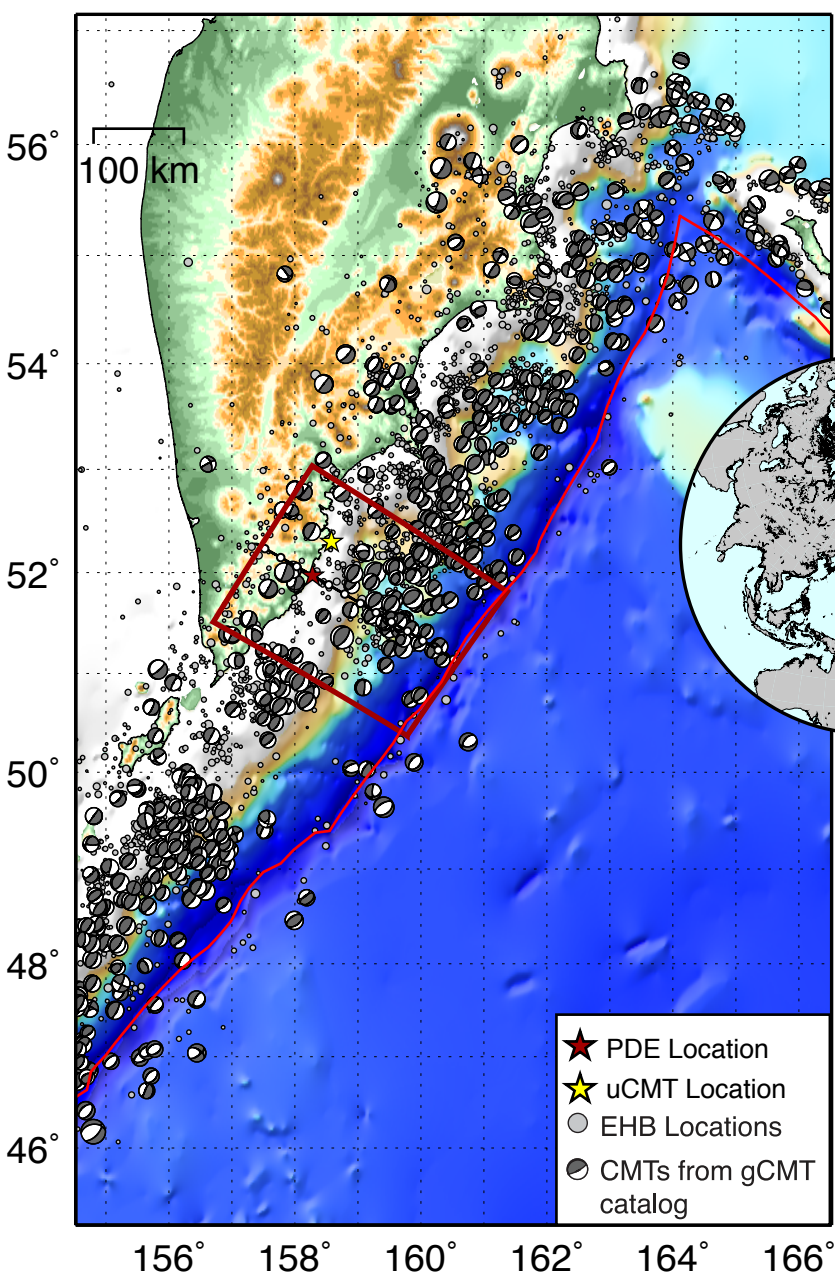 56°
100 km
54°
52°
50°
48°
46°
PDE Location
uCMT Location
EHB Locations
CMTs from gCMT
catalog
156° 158° 160° 162° 164° 166°